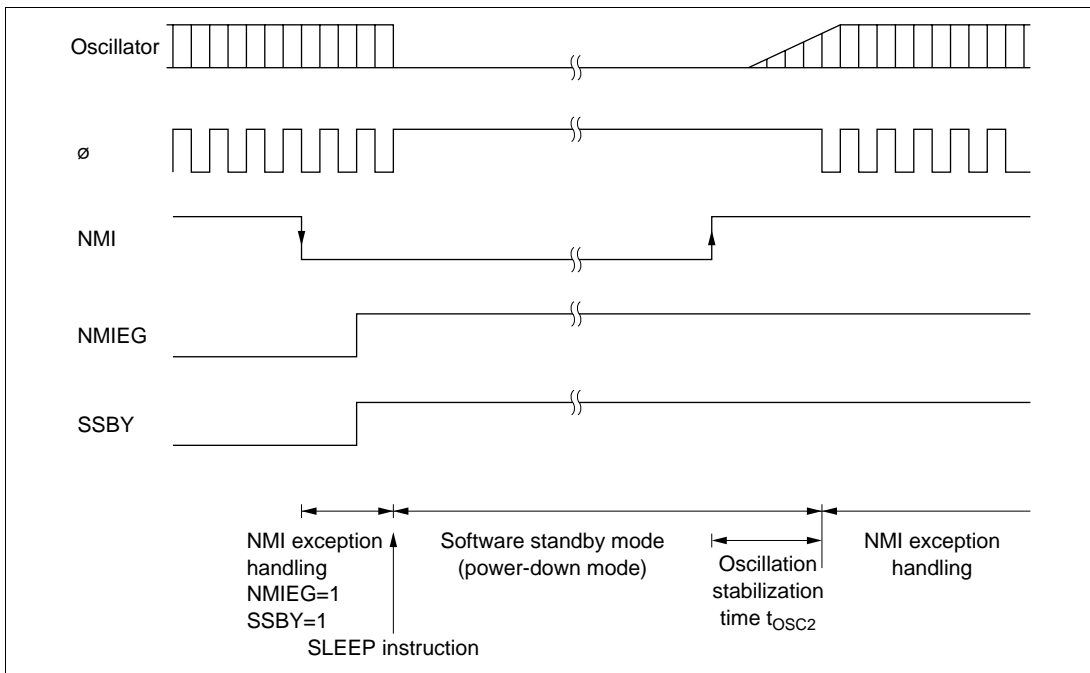 Oscillator
ø
NMI
NMIEG
SSBY
NMI exception
handling
NMIEG=1
SSBY=1
SLEEP instruction
Software standby mode
(power-down mode)
Oscillation
stabilization
time tOSC2
NMI exception
handling